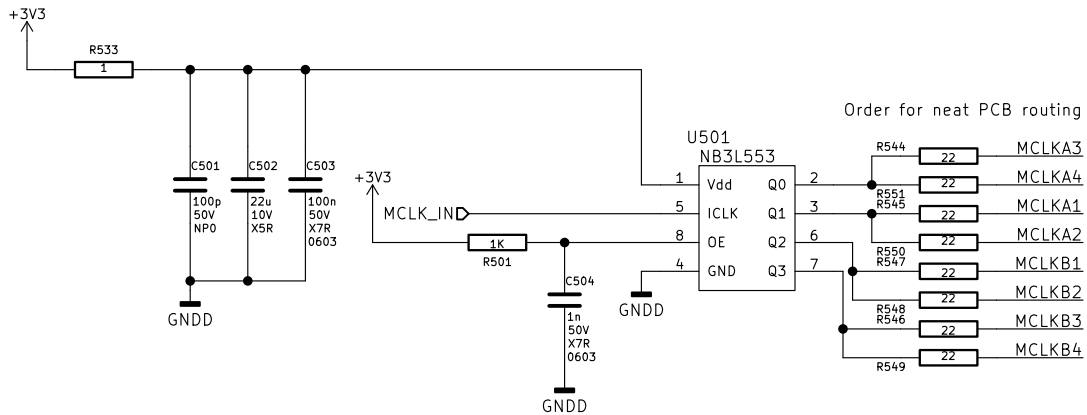 +3V3
R533
1
C501
100p
50V
NP0
C502
22u
10V
X5R
C503
100n
50V
X7R
0603
GNDD
+3V3
MCLK_IN
1K
R501
C504
1n
50V
X7R
0603
GNDD
GNDD
U501
NB3L553
1 Vdd Q0 2
5 ICLK Q1 3
8 OE Q2 6
4 GND Q3 7
Order for neat PCB routing
R544 22 MCLKA3
R551 22 MCLKA4
R545 22 MCLKA1
R550 22 MCLKA2
R547 22 MCLKB1
R548 22 MCLKB2
R546 22 MCLKB3
R549 22 MCLKB4